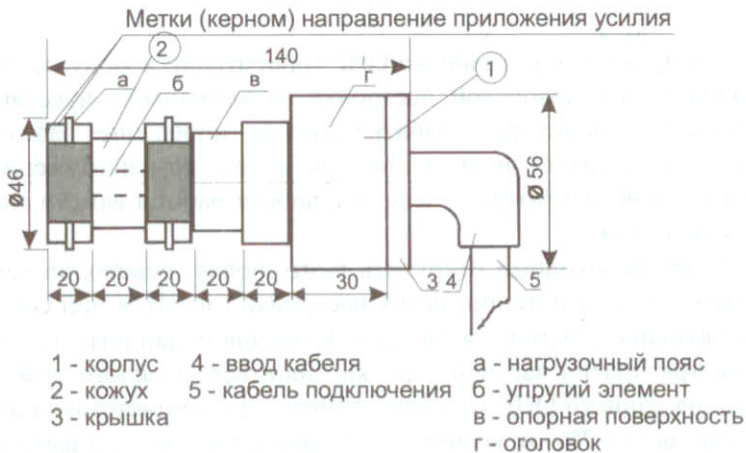 Метки (керном) направление приложения усилия
140
2
1
а
б
в
г
Ø46
Ø 56
20 20 20 20 20 30
3 4 5
1 - корпус
2 - кожух
3 - крышка
4 - ввод кабеля
5 - кабель подключения
а - нагрузочный пояс
б - упругий элемент
в - опорная поверхность
г - оголовок